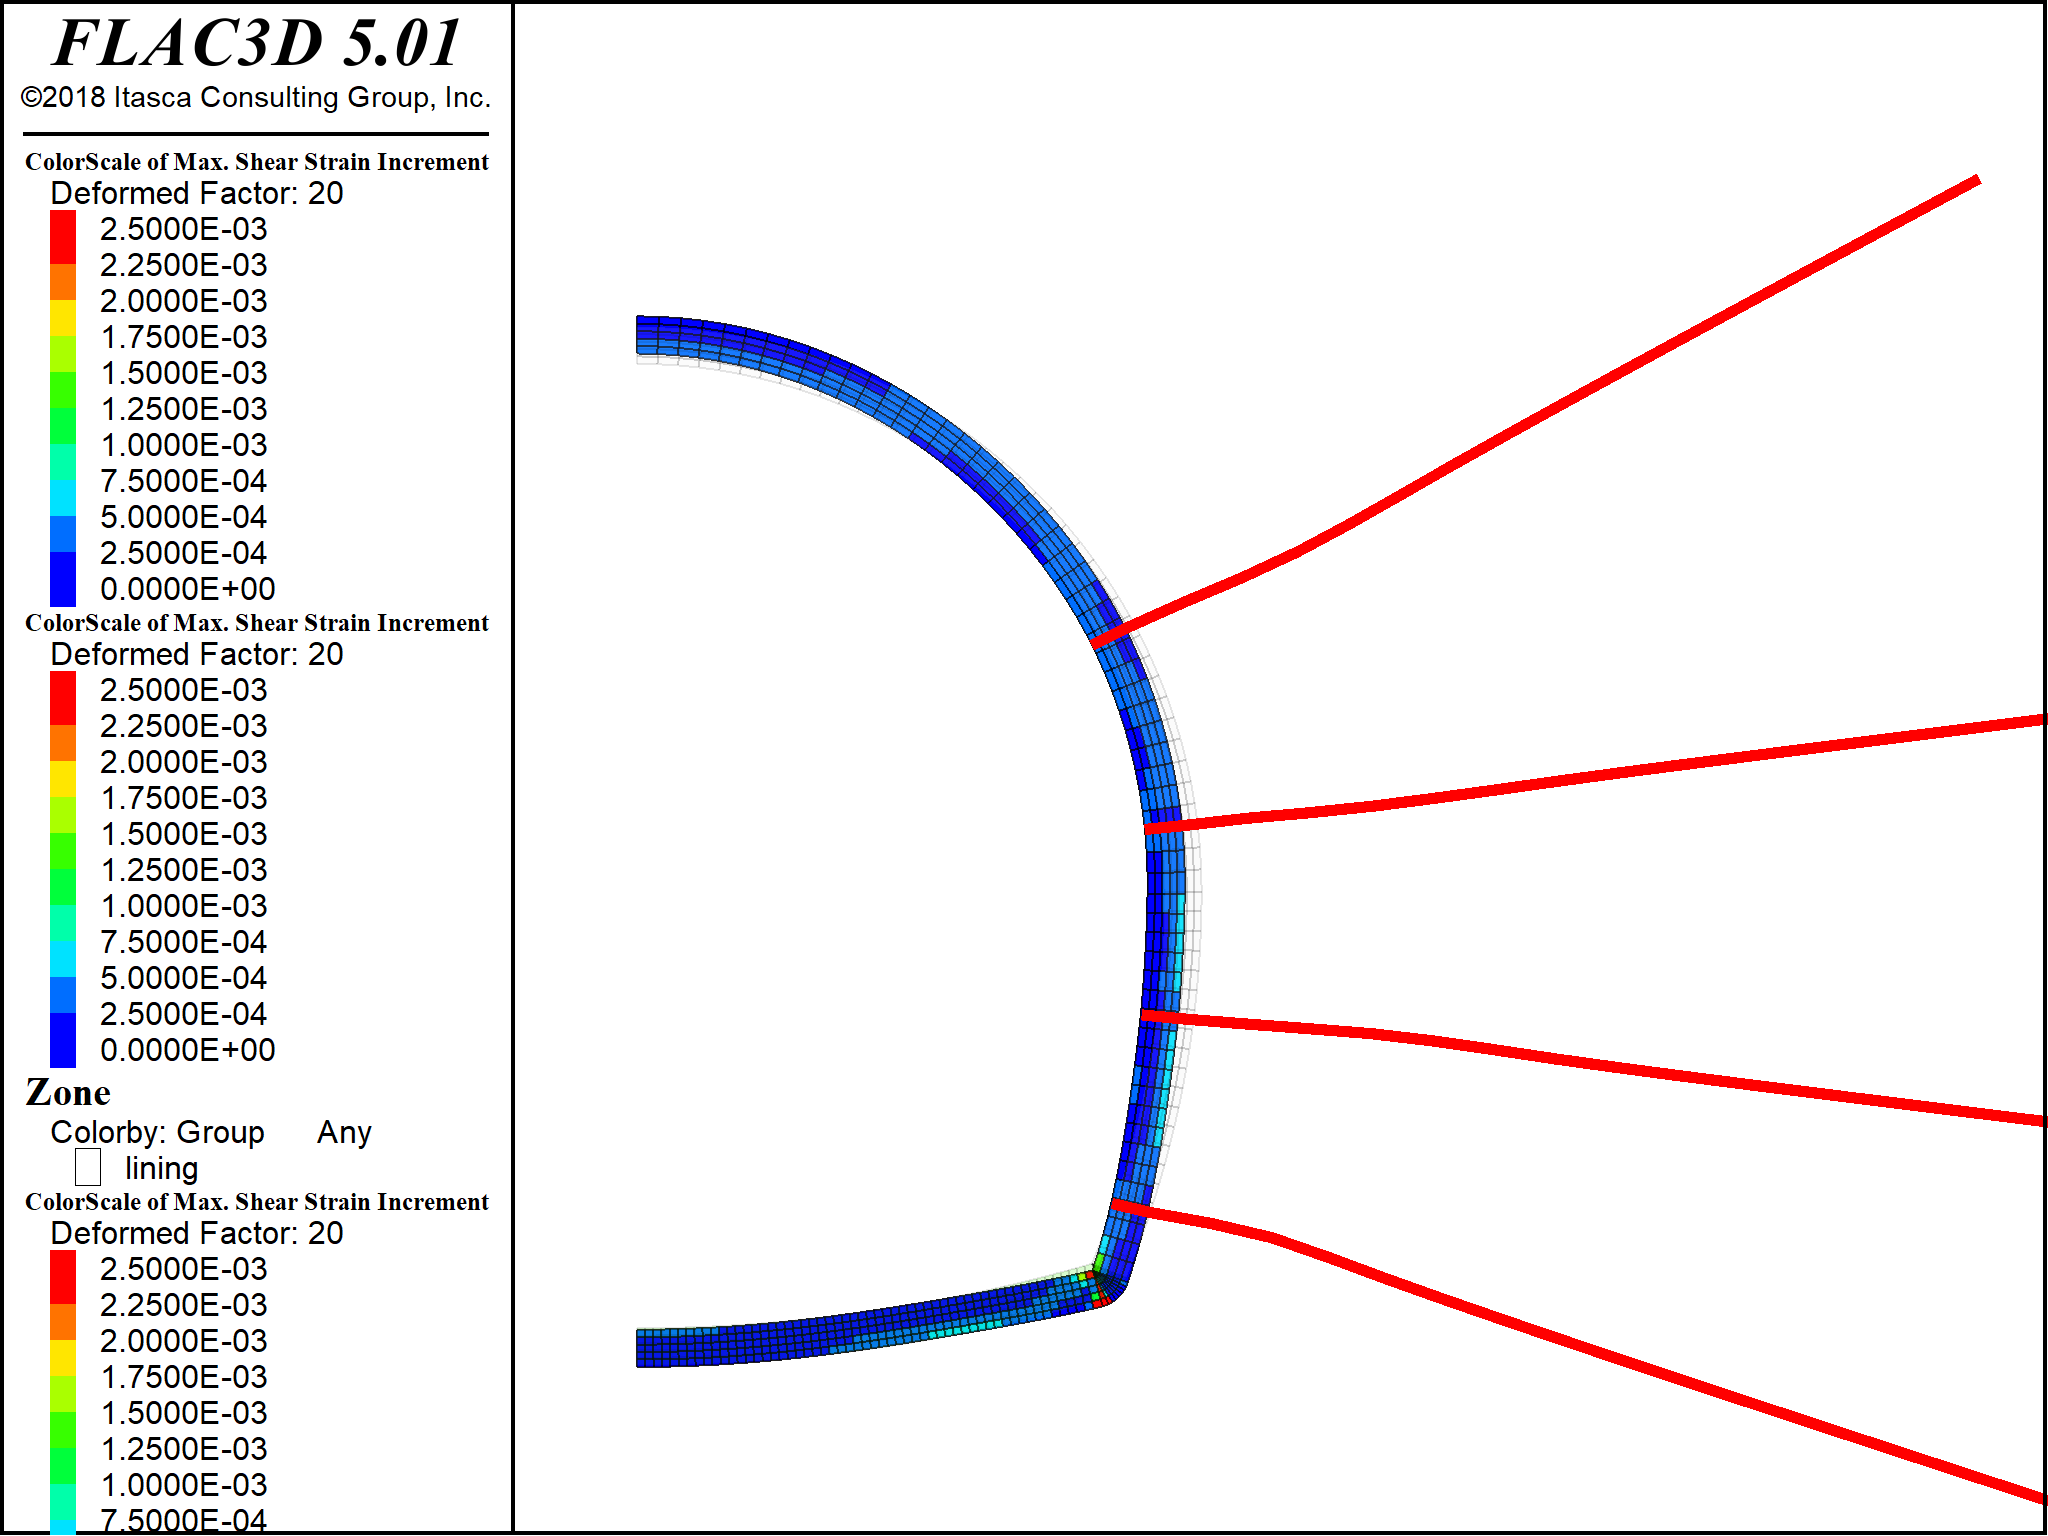 FLAC3D 5.01
©2018 Itasca Consulting Group, Inc.
ColorScale of Max. Shear Strain Increment
Deformed Factor: 20
2.5000E-03
2.2500E-03
2.0000E-03
1.7500E-03
1.5000E-03
1.2500E-03
1.0000E-03
7.5000E-04
5.0000E-04
2.5000E-04
0.0000E+00
ColorScale of Max. Shear Strain Increment
Deformed Factor: 20
2.5000E-03
2.2500E-03
2.0000E-03
1.7500E-03
1.5000E-03
1.2500E-03
1.0000E-03
7.5000E-04
5.0000E-04
2.5000E-04
0.0000E+00
Zone
Colorby: Group Any
lining
ColorScale of Max. Shear Strain Increment
Deformed Factor: 20
2.5000E-03
2.2500E-03
2.0000E-03
1.7500E-03
1.5000E-03
1.2500E-03
1.0000E-03
7.5000E-04